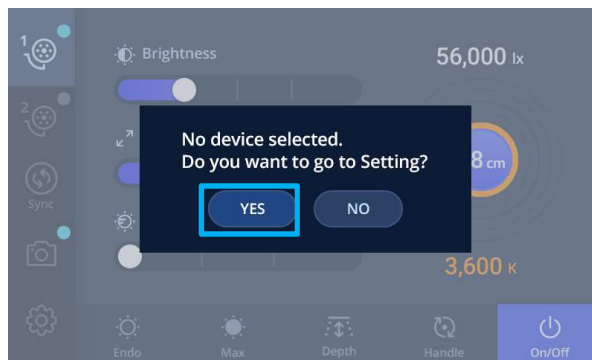 1
Brightness
56,000 lx
2
No device selected.
Do you want to go to Setting?
8 cm
YES
NO
Sync
3,600 K
Endo
Max
Depth
Handle
On/Off